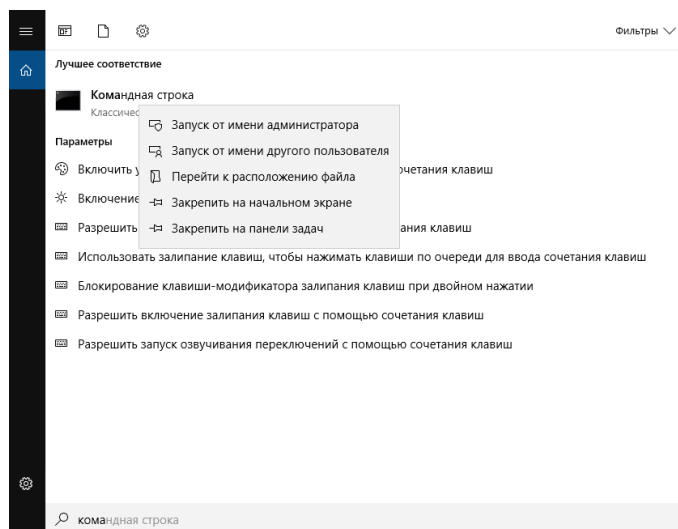 Фильтры
Лучшее соответствие
Командная строка
Классичес
Запуск от имени администратора
Параметры
Запуск от имени другого пользователя
Включить у
очетания клавиш
Перейти к расположению файла
Включение
Закрепить на начальном экране
Разрешить
ания клавиш
Закрепить на панели задач
Использовать залипание клавиш, чтобы нажимать клавиши по очереди для ввода сочетания клавиш
Блокирование клавиши-модификатора залипания клавиш при двойном нажатии
Разрешить включение залипания клавиш с помощью сочетания клавиш
Разрешить запуск озвучивания переключений с помощью сочетания клавиш
командная строка